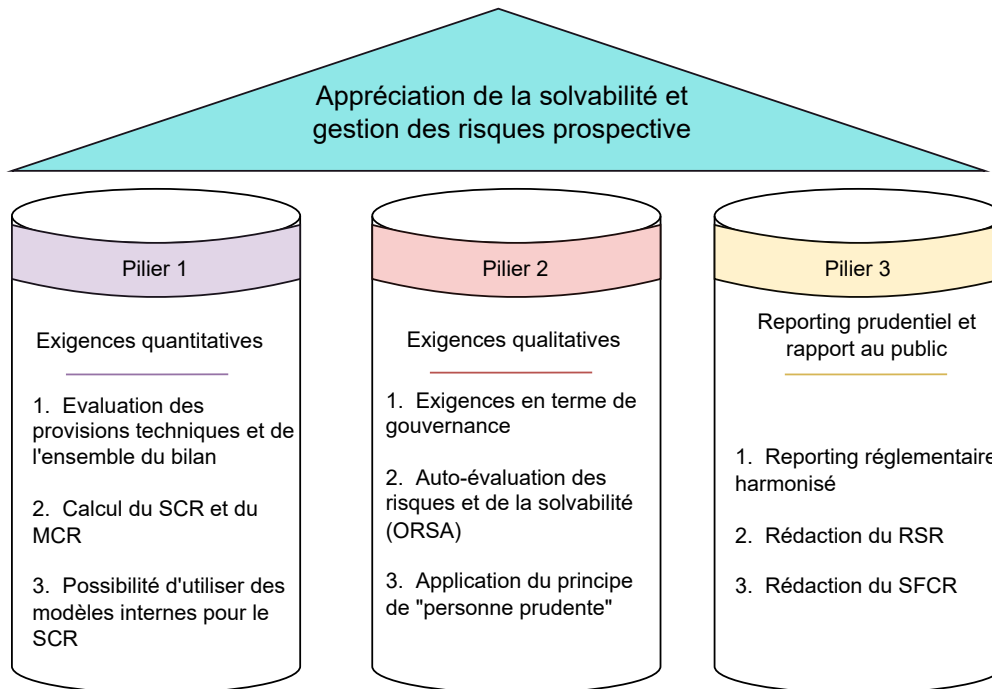 Appréciation de la solvabilité et
gestion des risques prospective
Pilier 1
Exigences quantitatives
1. Evaluation des
provisions techniques et de
l'ensemble du bilan
2. Calcul du SCR et du
MCR
3. Possibilité d'utiliser des
modèles internes pour le
SCR
Pilier 2
Exigences qualitatives
1. Exigences en terme de
gouvernance
2. Auto-évaluation des
risques et de la solvabilité
(ORSA)
3. Application du principe
de "personne prudente"
Pilier 3
Reporting prudentiel et
rapport au public
1. Reporting réglementaire
harmonisé
2. Rédaction du RSR
3. Rédaction du SFCR